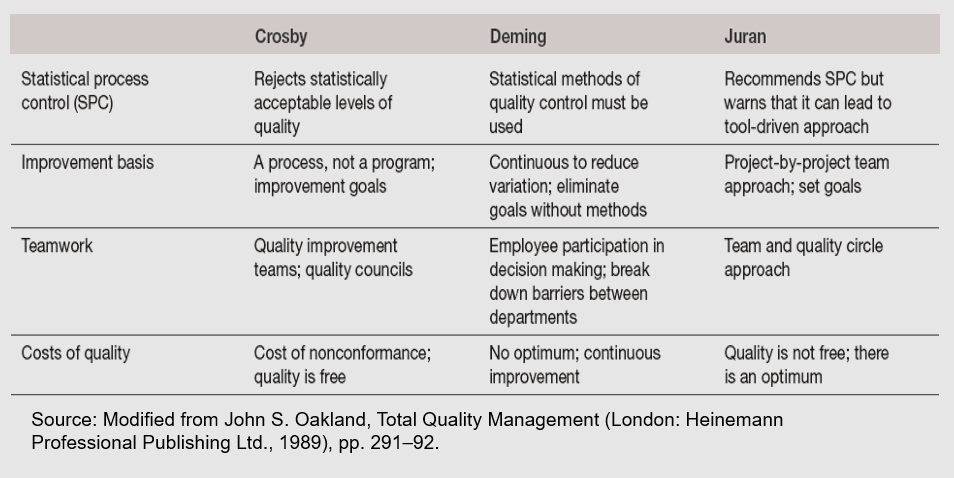 Crosby Deming Juran
Statistical process control (SPC) Rejects statistically acceptable levels of quality Statistical methods of quality control must be used Recommends SPC but warns that it can lead to tool-driven approach
Improvement basis A process, not a program; improvement goals Continuous to reduce variation; eliminate goals without methods Project-by-project team approach; set goals
Teamwork Quality improvement teams; quality councils Employee participation in decision making; break down barriers between departments Team and quality circle approach
Costs of quality Cost of nonconformance; quality is free No optimum; continuous improvement Quality is not free; there is an optimum
Source: Modified from John S. Oakland, Total Quality Management (London: Heinemann
Professional Publishing Ltd., 1989), pp. 291–92.